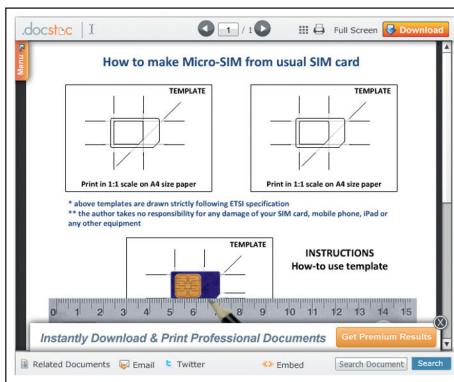 .docstoc
1 / 1
Full Screen
Download
Menu
How to make Micro-SIM from usual SIM card
TEMPLATE
Print in 1:1 scale on A4 size paper
TEMPLATE
Print in 1:1 scale on A4 size paper
* above templates are drawn strictly following ETSI specification
** the author takes no responsibility for any damage of your SIM card, mobile phone, iPad or
any other equipment
TEMPLATE
INSTRUCTIONS
How-to use template
0 1 2 3 4 5 6 7 8 9 10 11 12 13 14 15
Instantly Download & Print Professional Documents
Get Premium Results
X
Related Documents
Email
Twitter
Embed
Search Document
Search